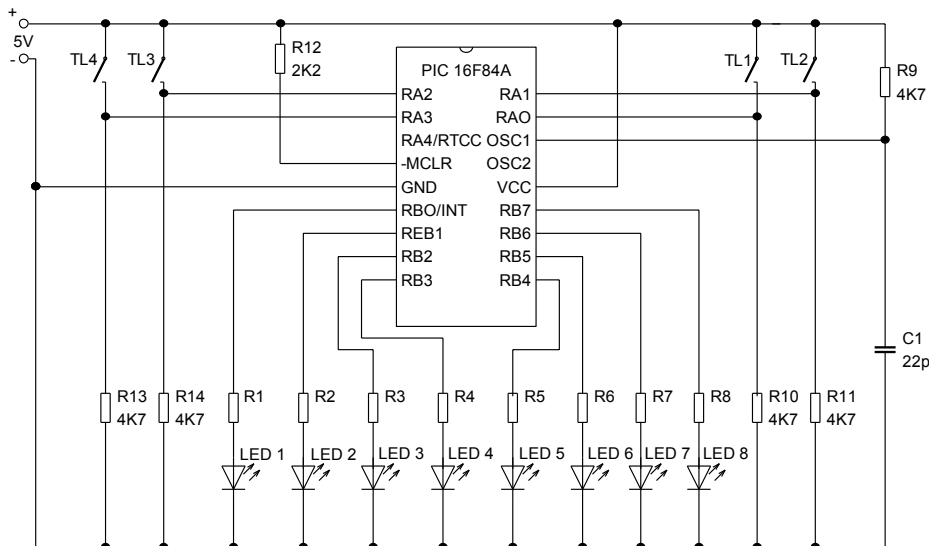 +
5V
-
TL4
TL3
R12
2K2
PIC 16F84A
TL1
TL2
R9
4K7
RA2
RA1
RA3
RAO
RA4/RTCC
OSC1
-MCLR
OSC2
GND
VCC
RBO/INT
RB7
REB1
RB6
RB2
RB5
RB3
RB4
C1
22p
R13
4K7
R14
4K7
R1
R2
R3
R4
R5
R6
R7
R8
R10
4K7
R11
4K7
LED 1
LED 2
LED 3
LED 4
LED 5
LED 6
LED 7
LED 8